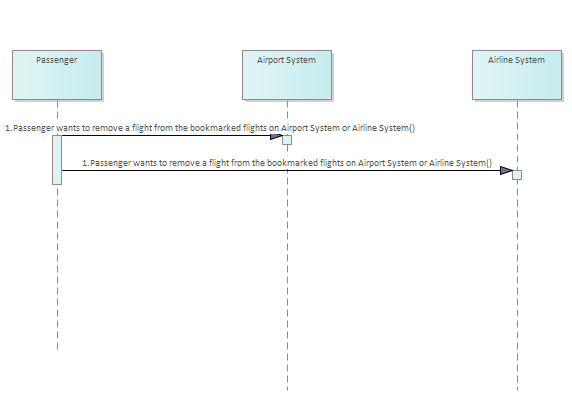 Passenger
Airport System
Airline System
1.Passenger wants to remove a flight from the bookmarked flights on Airport System or Airline System()
1.Passenger wants to remove a flight from the bookmarked flights on Airport System or Airline System()